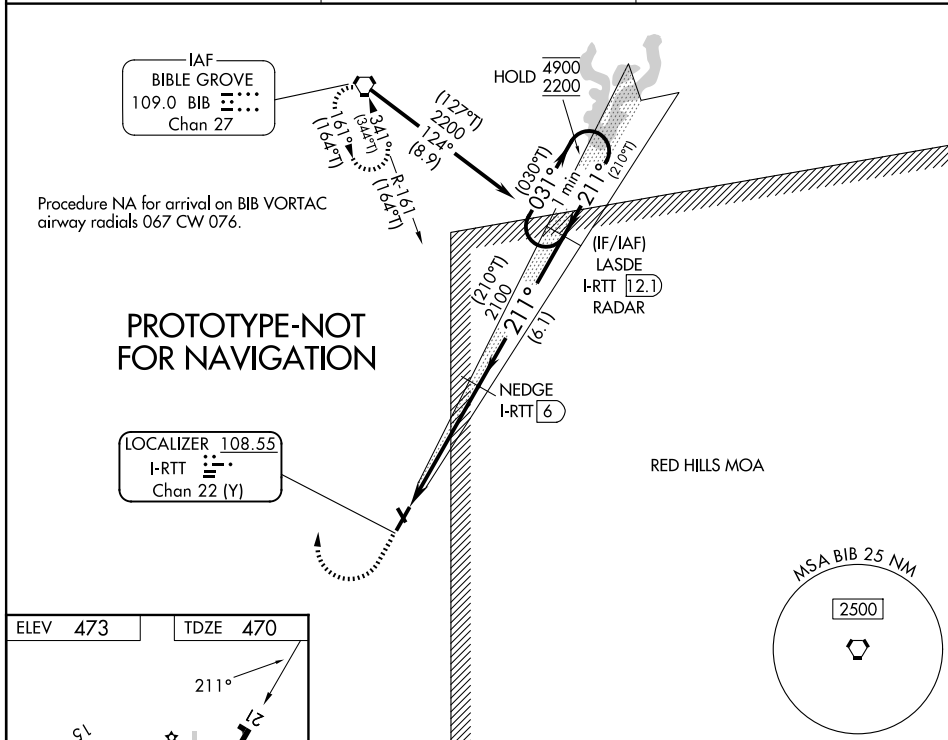 IAF
BIBLE GROVE
109.0 BIB
Chan 27
Procedure NA for arrival on BIB VORTAC
airway radials 067 CW 076.
161°
(164°T)
341°
(344°T)
R-161
(164°T)
(127°T)
2200
124°
(8.9)
HOLD 4900
2200
(030°T)
031°
1 min
211°
(210°T)
(IF/IAF)
LASDE
I-RTT 12.1
RADAR
(210°T)
2100
211°
(6.1)
PROTOTYPE-NOT
FOR NAVIGATION
NEDGE
I-RTT 6
LOCALIZER 108.55
I-RTT
Chan 22 (Y)
RED HILLS MOA
MSA BIB 25 NM
2500
ELEV 473
TDZE 470
211°
21
15